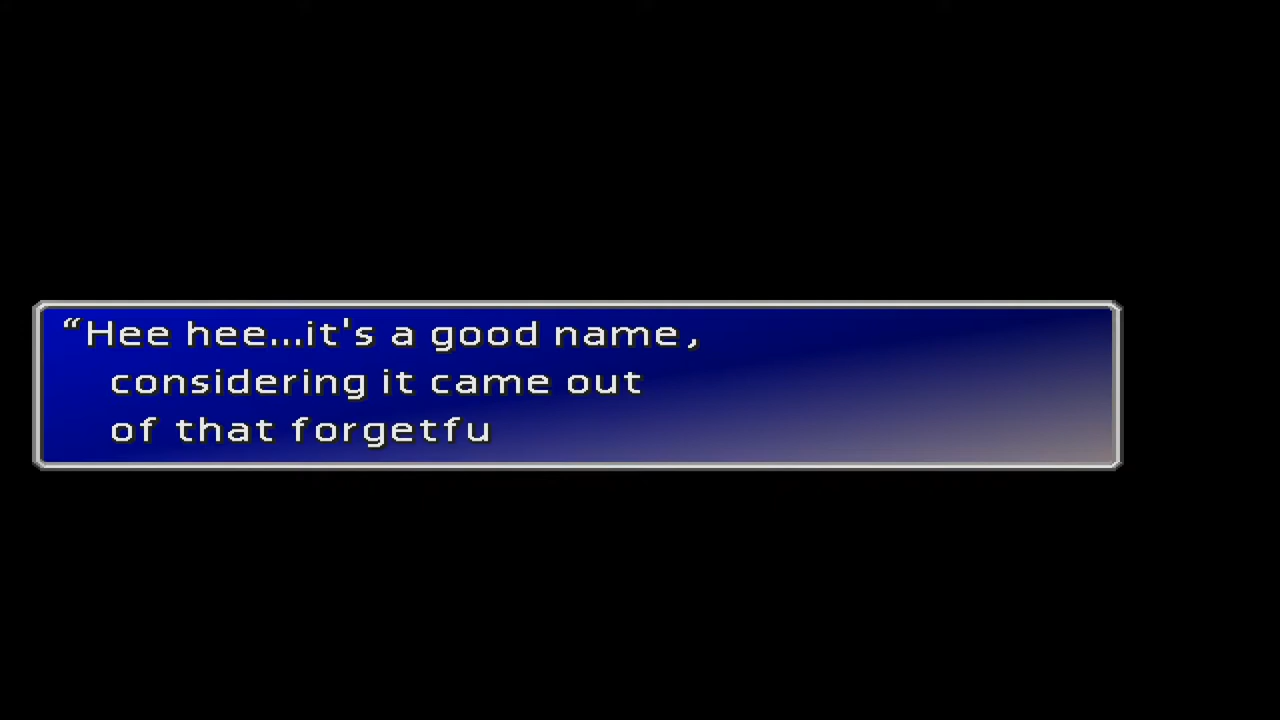 “Hee hee...it's a good name,
considering it came out
of that forgetfu